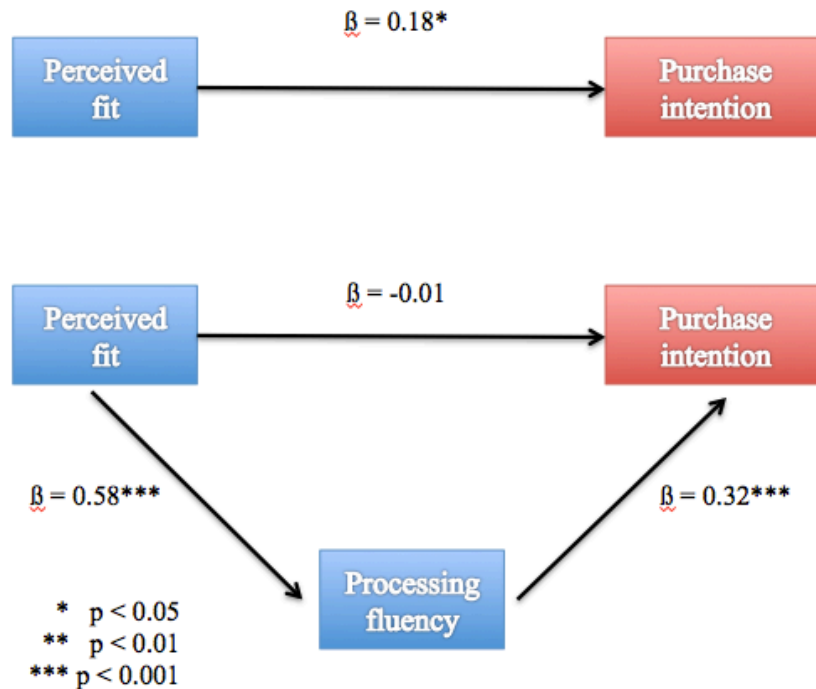 ß = 0.18*
Perceived
fit
Purchase
intention
ß = -0.01
Perceived
fit
Purchase
intention
ß = 0.58***
ß = 0.32***
Processing
fluency
* p < 0.05
** p < 0.01
*** p < 0.001